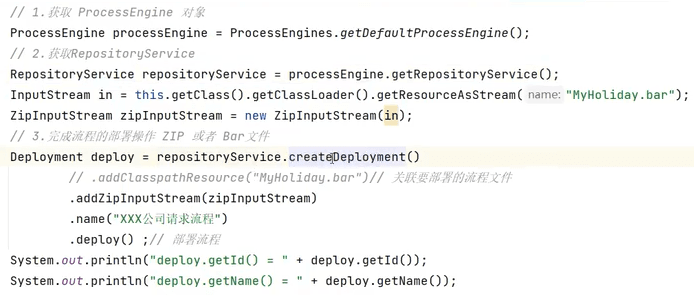 // 1.获取 ProcessEngine 对象
ProcessEngine processEngine = ProcessEngines.getDefaultProcessEngine();
// 2.获取RepositoryService
RepositoryService repositoryService = processEngine.getRepositoryService();
InputStream in = this.getClass().getClassLoader().getResourceAsStream( name: "MyHoliday.bar");
ZipInputStream zipInputStream = new ZipInputStream(in);
// 3.完成流程的部署操作 ZIP 或者 Bar文件
Deployment deploy = repositoryService.createDeployment()
// .addClasspathResource("MyHoliday.bar")// 关联要部署的流程文件
.addZipInputStream(zipInputStream)
.name("XXX公司请求流程")
.deploy() ;// 部署流程
System.out.println("deploy.getId() = " + deploy.getId());
System.out.println("deploy.getName() = " + deploy.getName());